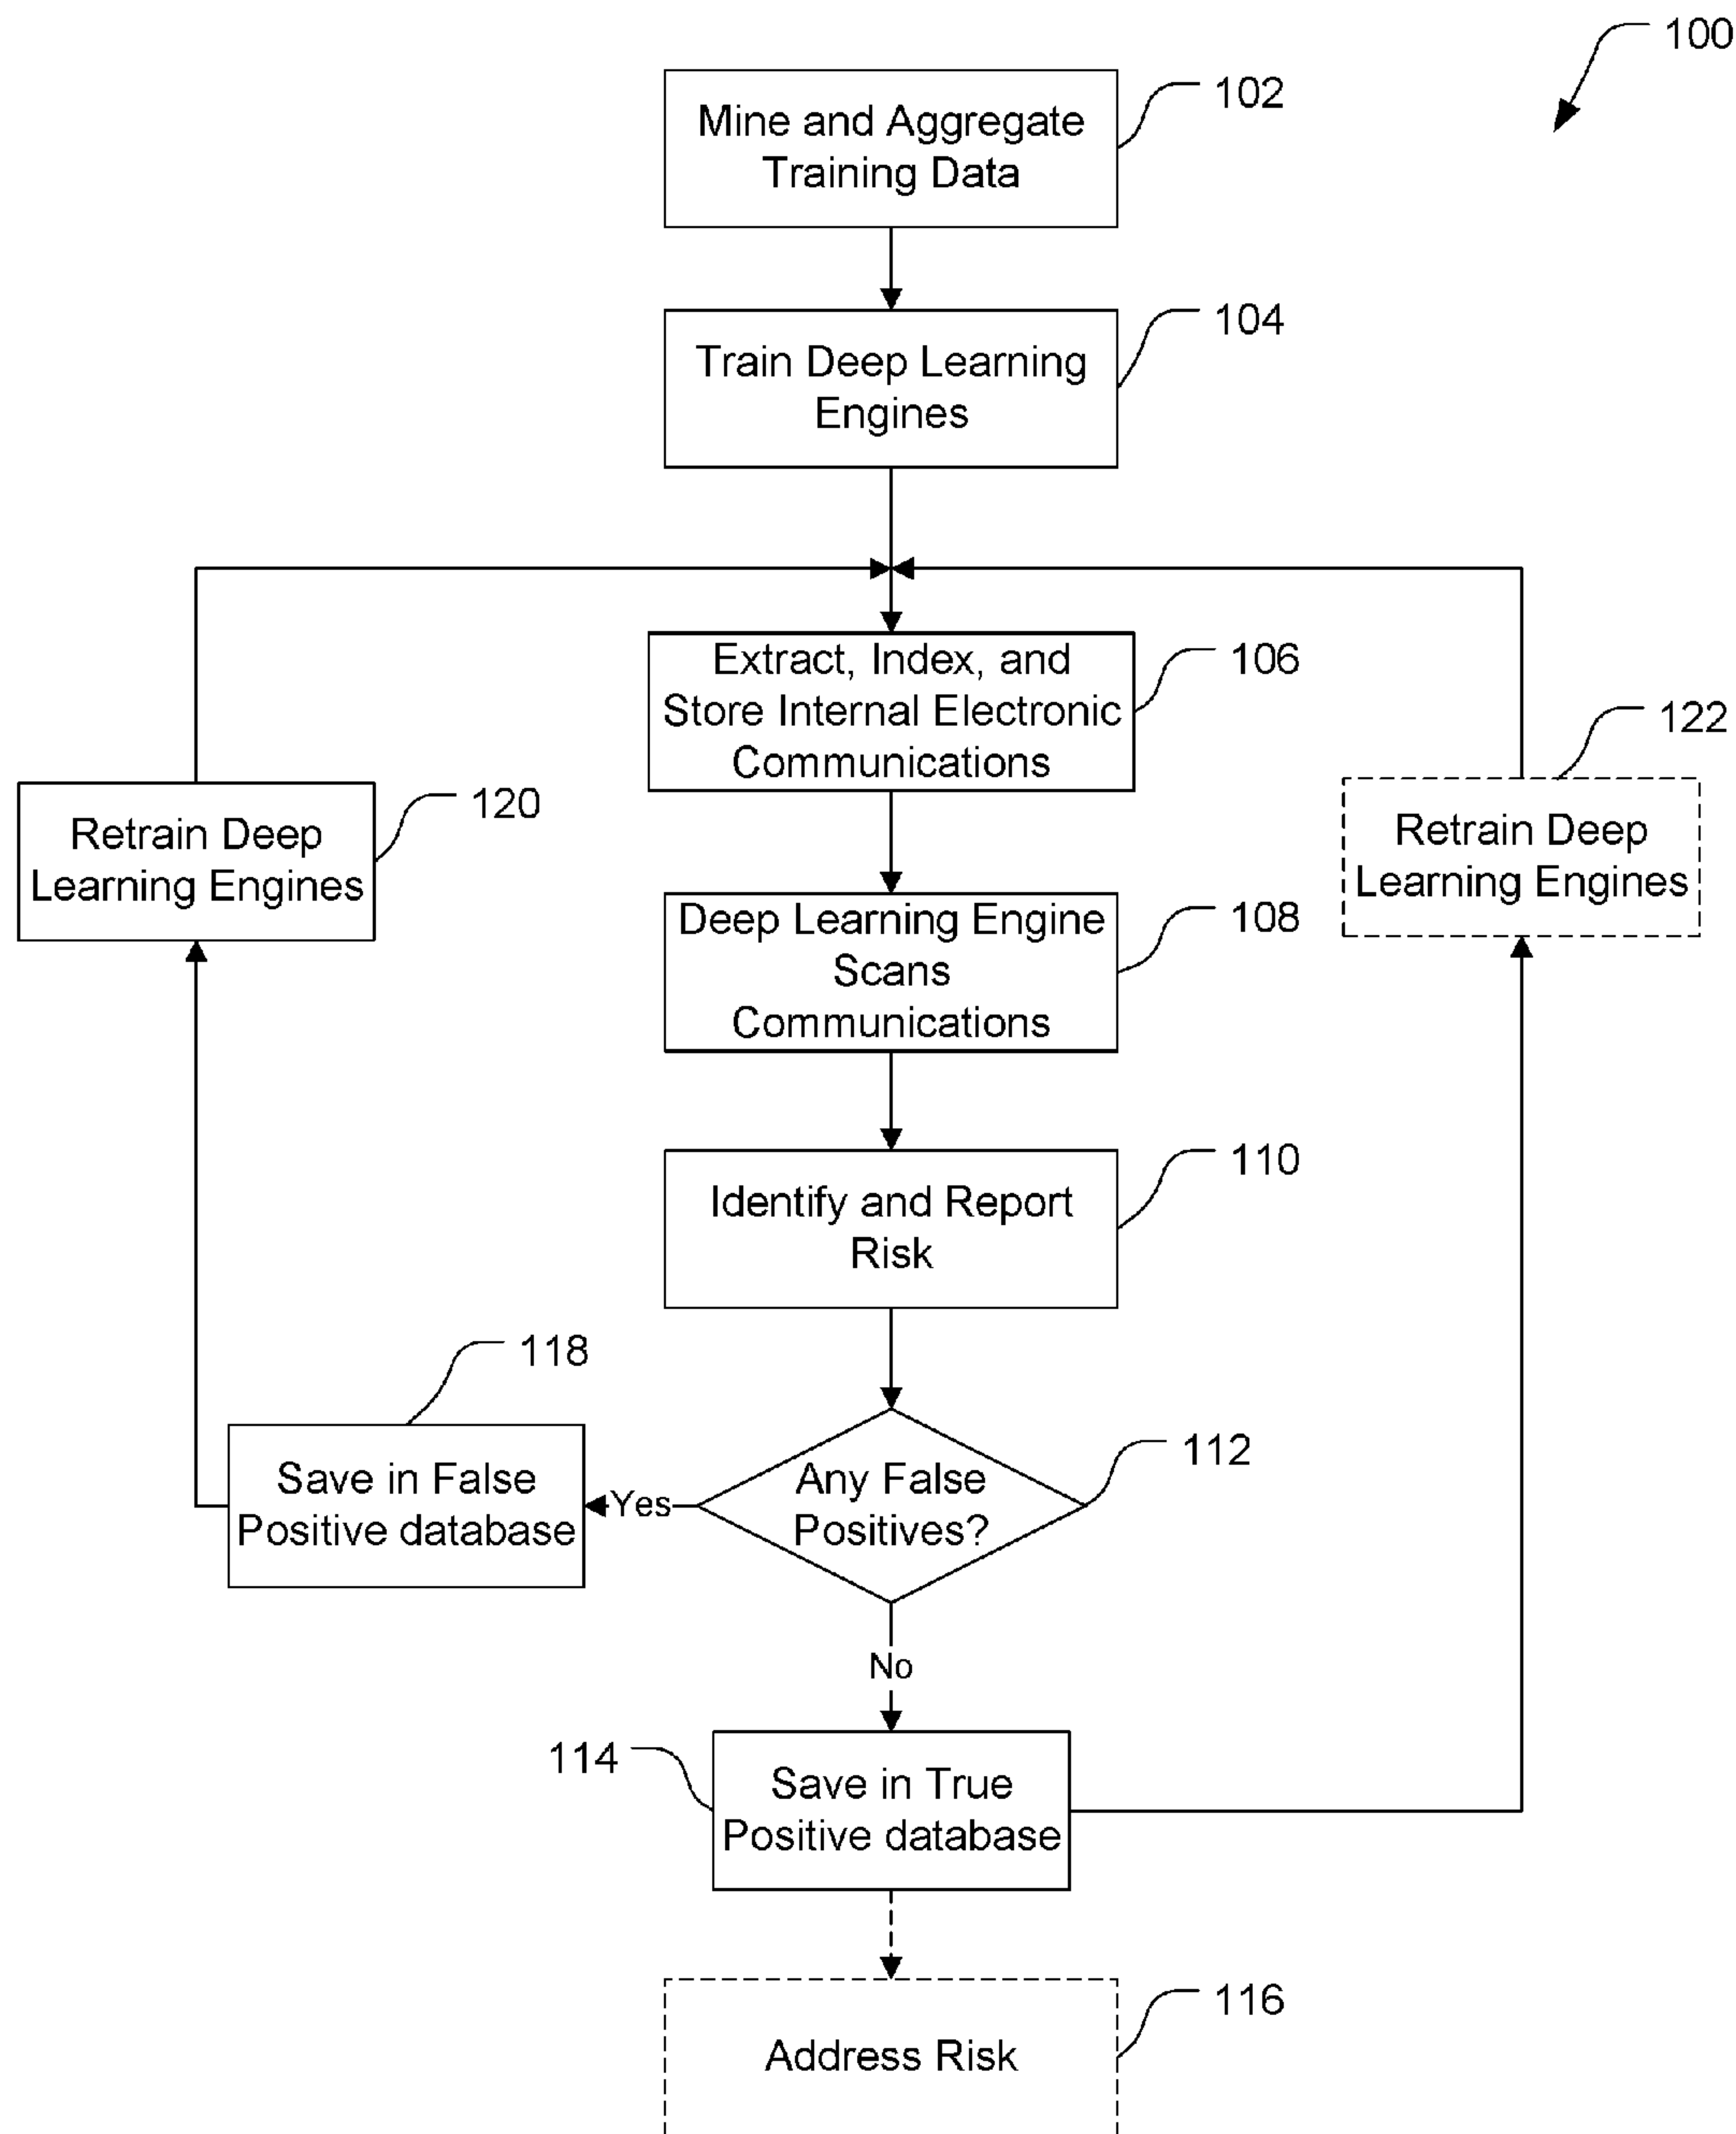 100
Mine and Aggregate
Training Data
102
Train Deep Learning
Engines
104
Extract, Index, and
Store Internal Electronic
Communications
106
Retrain Deep
Learning Engines
120
Retrain Deep
Learning Engines
122
Deep Learning Engine
Scans
Communications
108
Identify and Report
Risk
110
Any False
Positives?
112
Yes
Save in False
Positive database
118
No
Save in True
Positive database
114
Address Risk
116